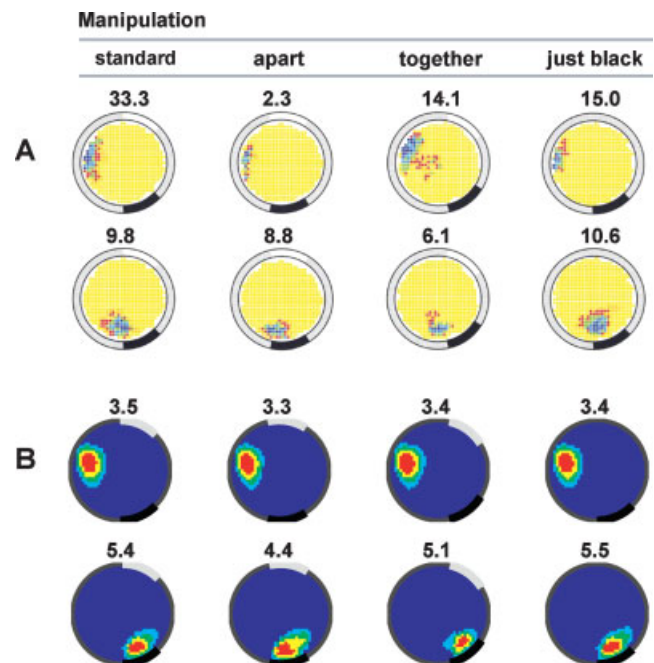 Manipulation
standard apart together just black
33.3 2.3 14.1 15.0
A
9.8 8.8 6.1 10.6
3.5 3.3 3.4 3.4
B
5.4 4.4 5.1 5.5